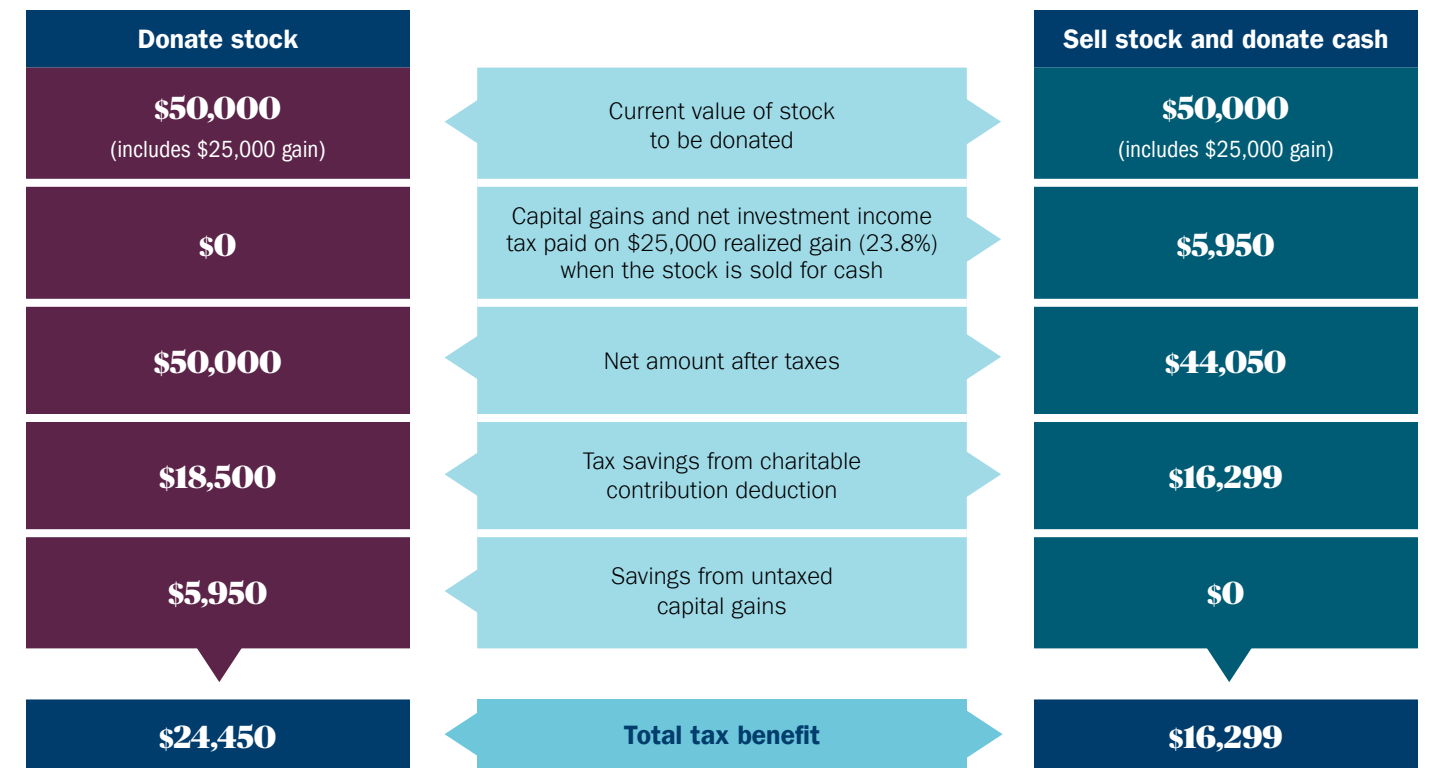 Donate stock
Sell stock and donate cash
$50,000
(includes $25,000 gain)
Current value of stock
to be donated
$50,000
(includes $25,000 gain)
$0
Capital gains and net investment income
tax paid on $25,000 realized gain (23.8%)
when the stock is sold for cash
$5,950
$50,000
Net amount after taxes
$44,050
$18,500
Tax savings from charitable
contribution deduction
$16,299
$5,950
Savings from untaxed
capital gains
$0
$24,450
Total tax benefit
$16,299